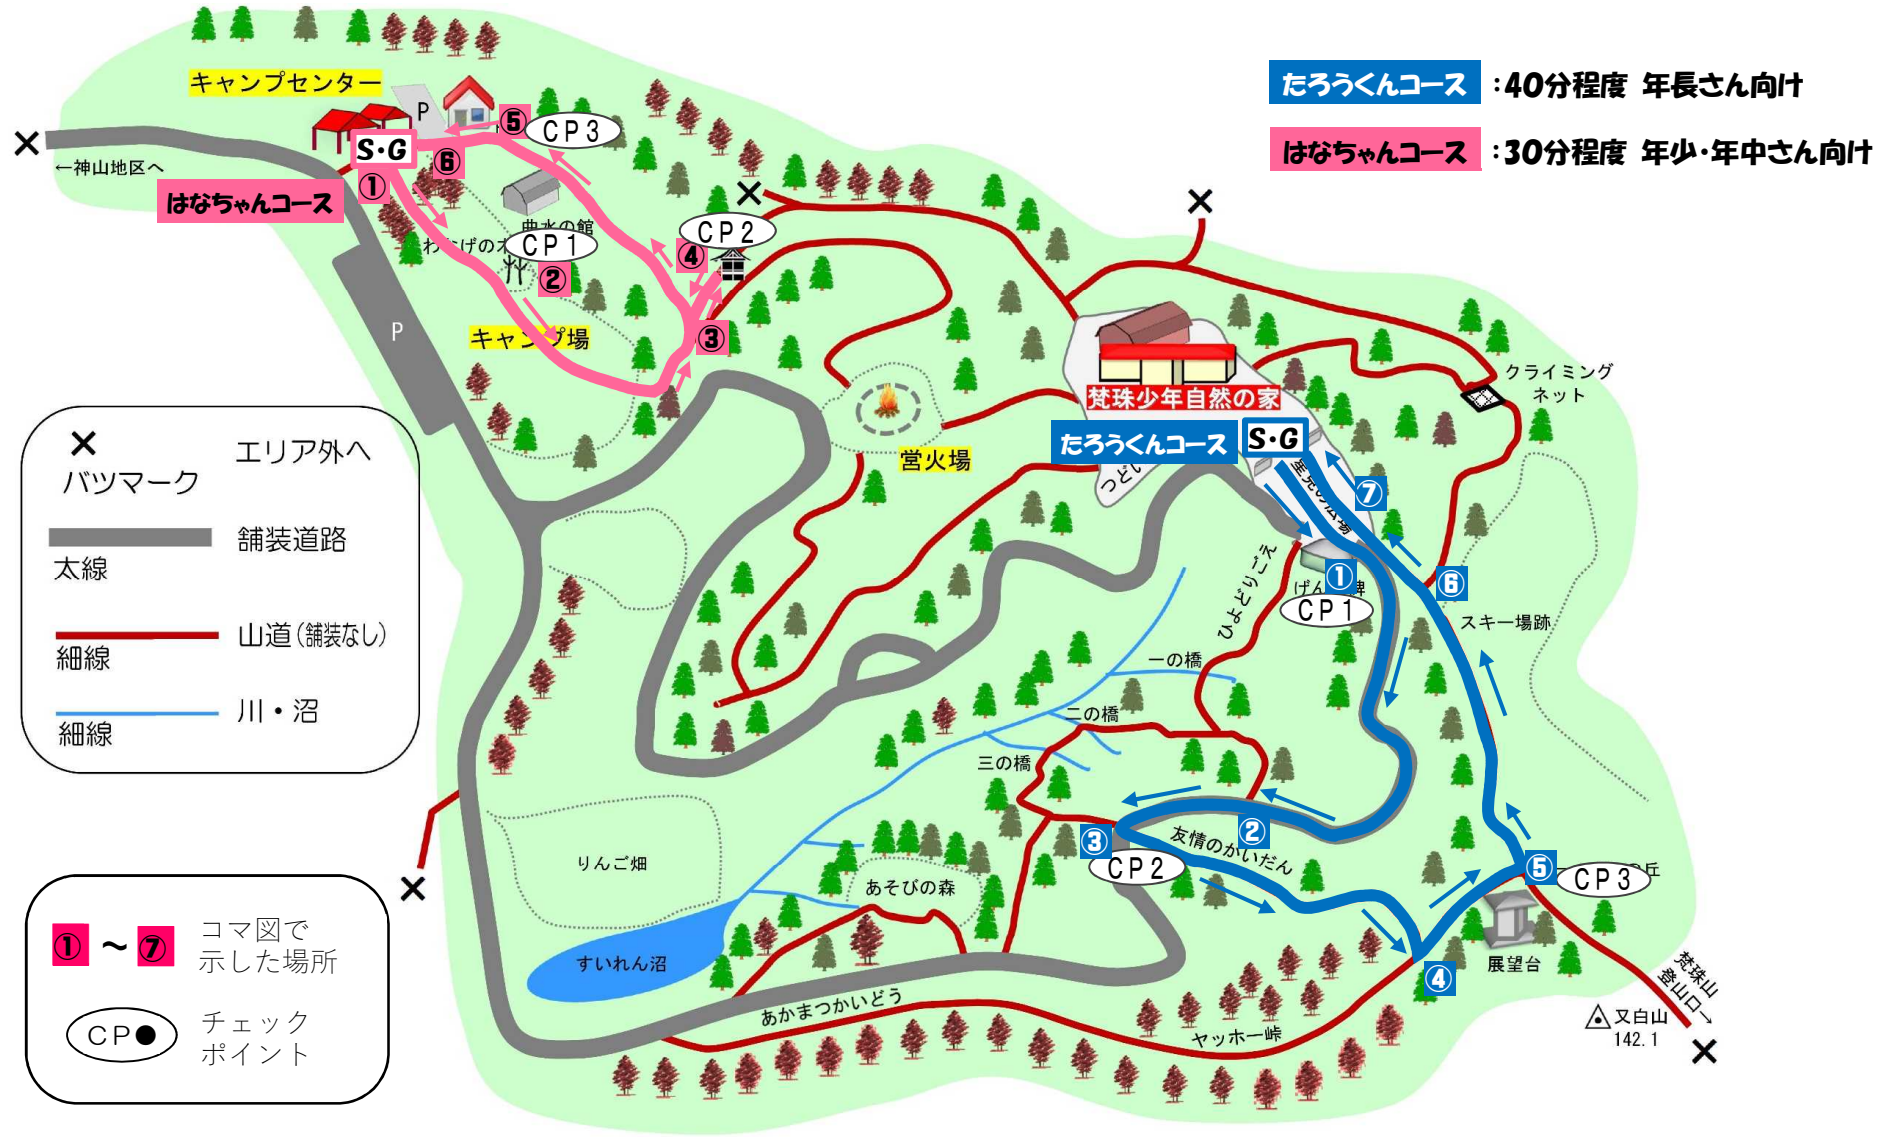 たろうくんコース :40分程度 年長さん向け
はなちゃんコース :30分程度 年少・年中さん向け
キャンプセンター
P
⑤
CP3
S・G
⑥
←神山地区へ
①
はなちゃんコース
曲水の館
CP1
②
CP2
④
③
キャンプ場
P
クライミング
ネット
梵珠少年自然の家
たろうくんコース
S・G
営火場
⑦
星見の広場
①
CP1
ひよどりごえ
⑥
スキー場跡
一の橋
二の橋
三の橋
②
③
CP2
友情のかいだん
⑤
CP3
丘
④
展望台
梵珠山
登山口→
又白山
142.1
りんご畑
あそびの森
すいれん沼
あかまつかいどう
ヤッホー峠
バツマーク
エリア外へ
太線
舗装道路
細線
山道(舗装なし)
細線
川・沼
①~⑦
コマ図で
示した場所
CP●
チェック
ポイント